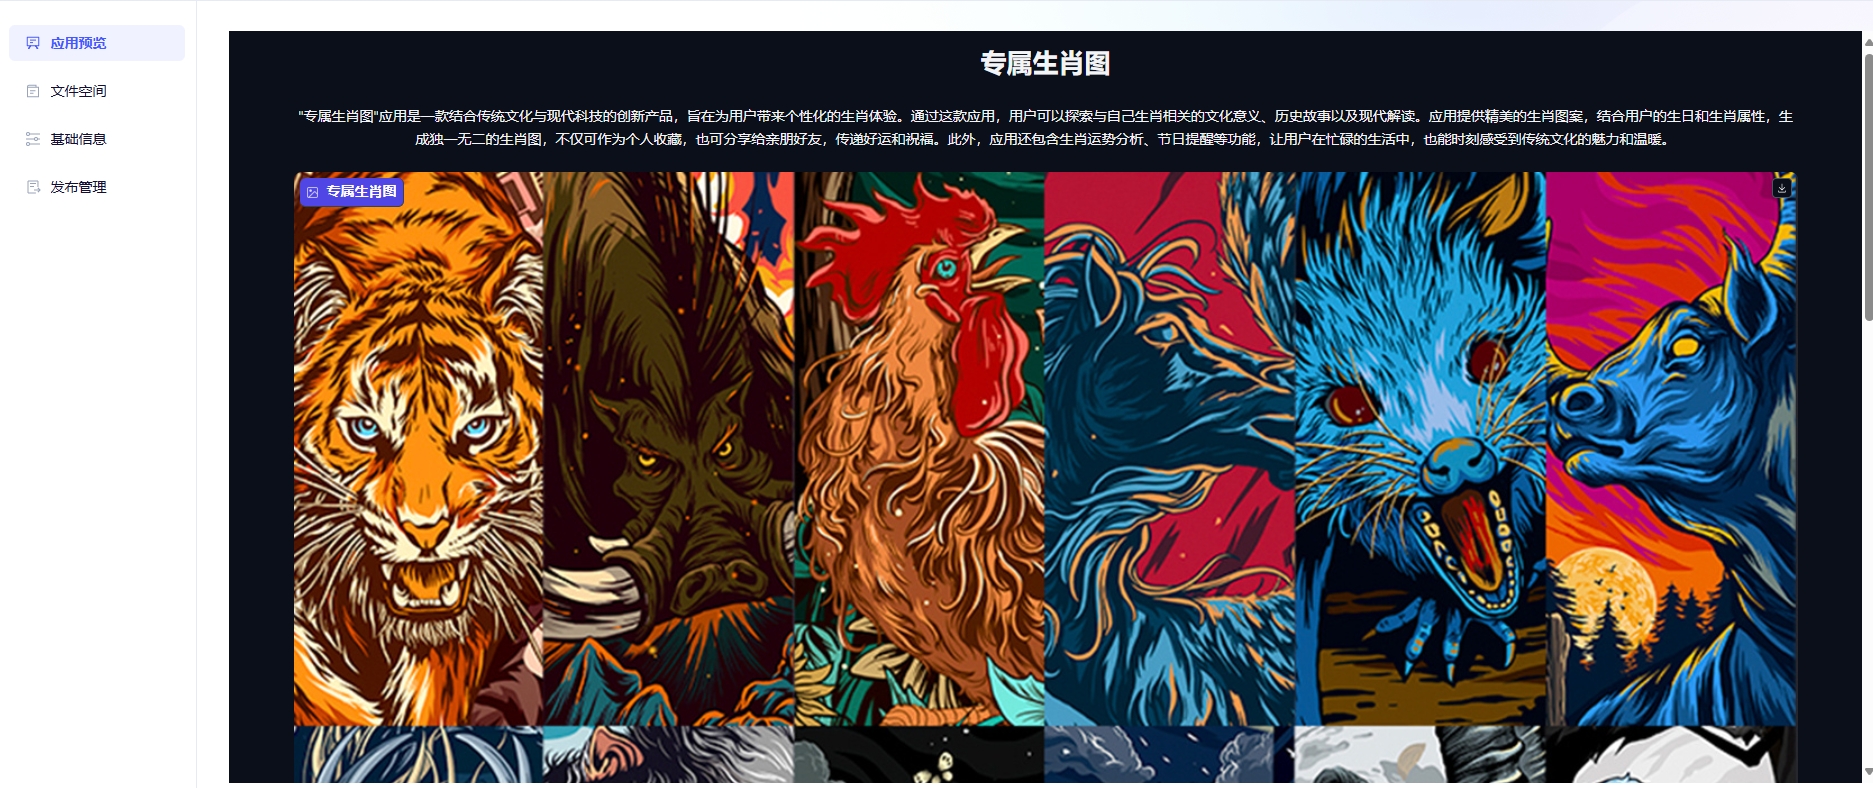 应用预览
文件空间
基础信息
发布管理
专属生肖图
"专属生肖图"应用是一款结合传统文化与现代科技的创新产品，旨在为用户带来个性化的生肖体验。通过这款应用，用户可以探索与自己生肖相关的文化意义、历史故事以及现代解读。应用提供精美的生肖图案，结合用户的生日和生肖属性，生
成独一无二的生肖图，不仅可作为个人收藏，也可分享给亲朋好友，传递好运和祝福。此外，应用还包含生肖运势分析、节日提醒等功能，让用户在忙碌的生活中，也能时刻感受到传统文化的魅力和温暖。
专属生肖图